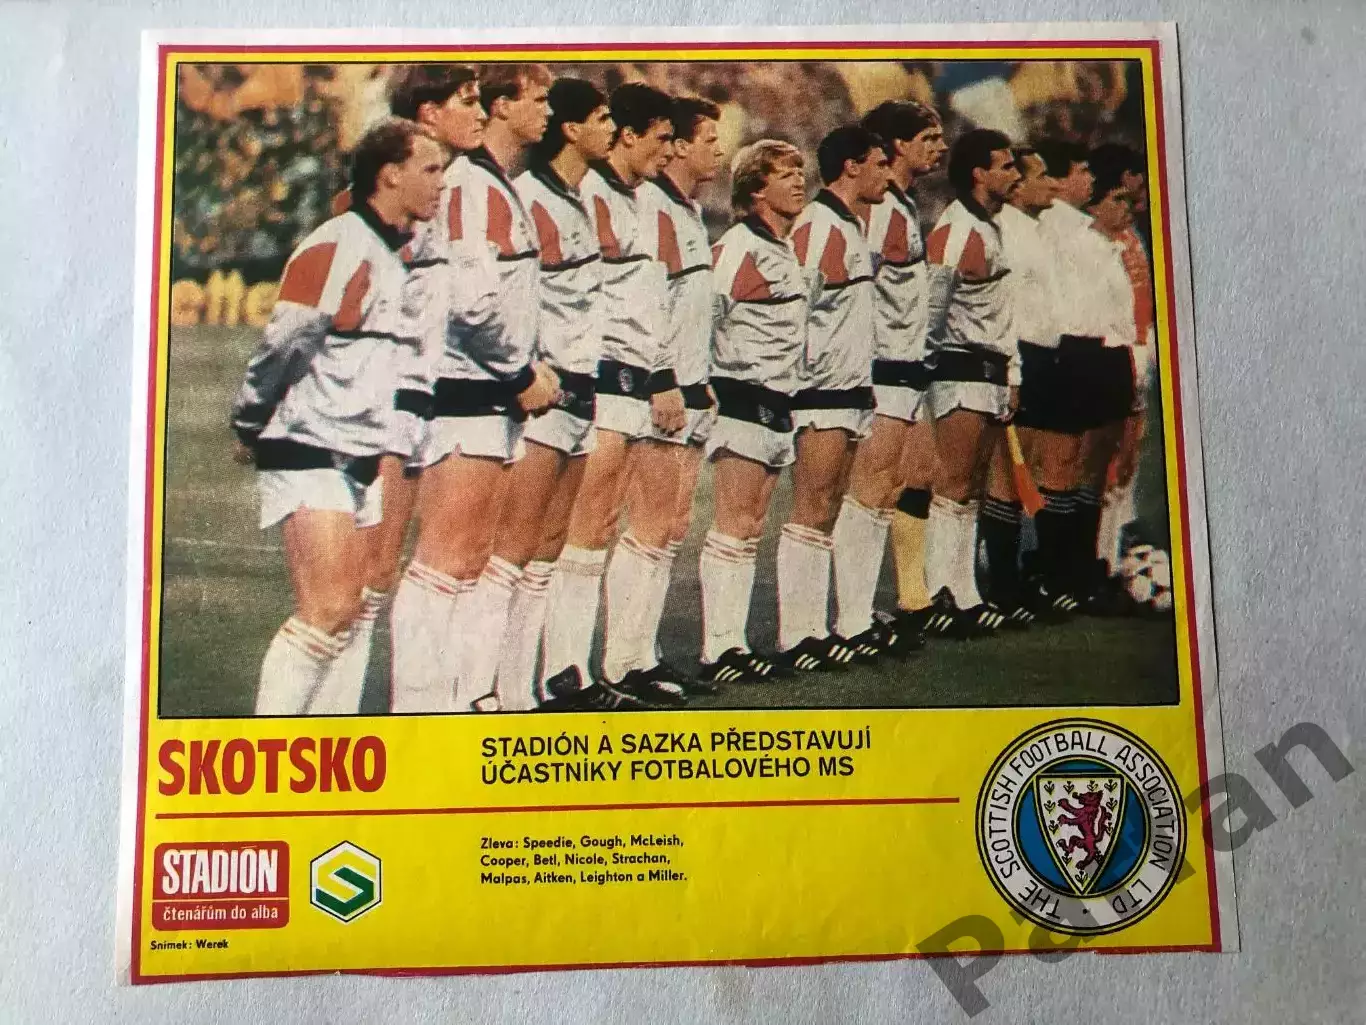 SKOTSKO
STADIÓN A SAZKA PŘEDSTAVUJÍ
ÚČASTNÍKY FOTBALOVÉHO MS
Zleva: Speedie, Gough, McLeish,
Cooper, Betl, Nicole, Strachan,
Malpas, Aitken, Leighton a Miller.
STADIÓN
čtenářům do alba
Snímek: Werek
THE SCOTTISH FOOTBALL ASSOCIATION LTD.